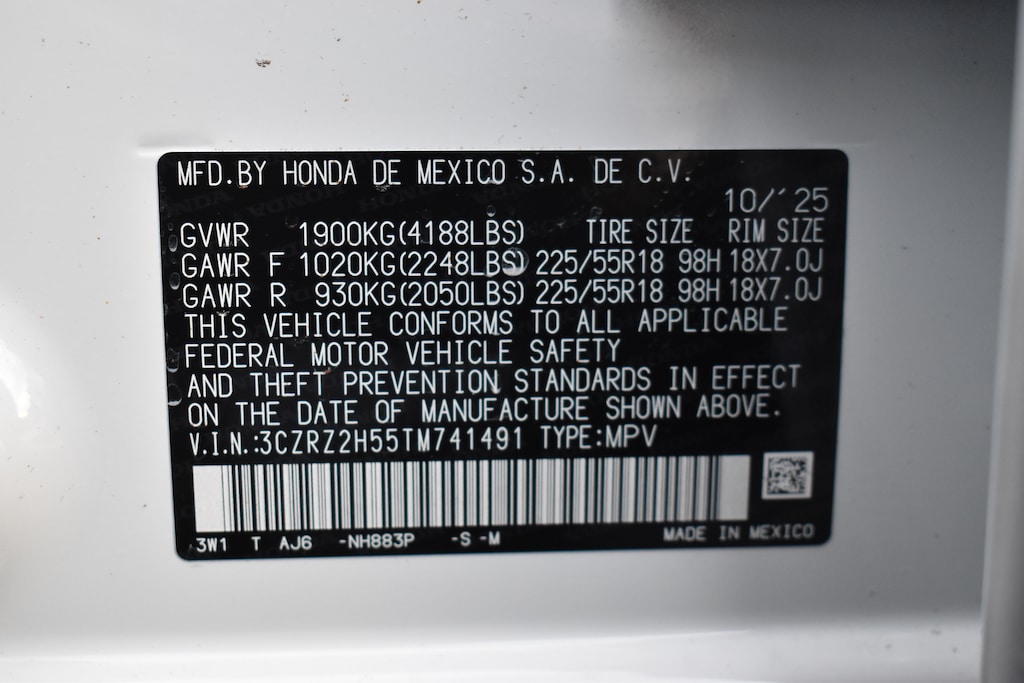 MFD.BY HONDA DE MEXICO S.A. DE C.V.
10/'25
GVWR 1900KG(4188LBS) TIRE SIZE RIM SIZE
GAWR F 1020KG(2248LBS) 225/55R18 98H 18X7.0J
GAWR R 930KG(2050LBS) 225/55R18 98H 18X7.0J
THIS VEHICLE CONFORMS TO ALL APPLICABLE
FEDERAL MOTOR VEHICLE SAFETY
AND THEFT PREVENTION STANDARDS IN EFFECT
ON THE DATE OF MANUFACTURE SHOWN ABOVE.
V.I.N.:3CZRZ2H55TM741491 TYPE:MPV
3W1 T AJ6 -NH883P -S -M MADE IN MEXICO